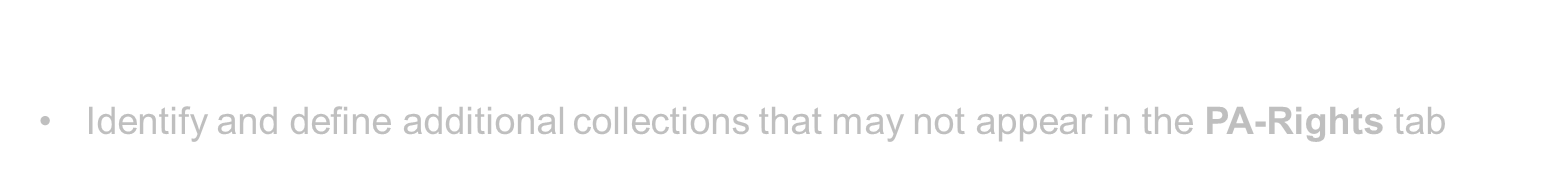 • Identify and define additional collections that may not appear in the PA-Rights tab